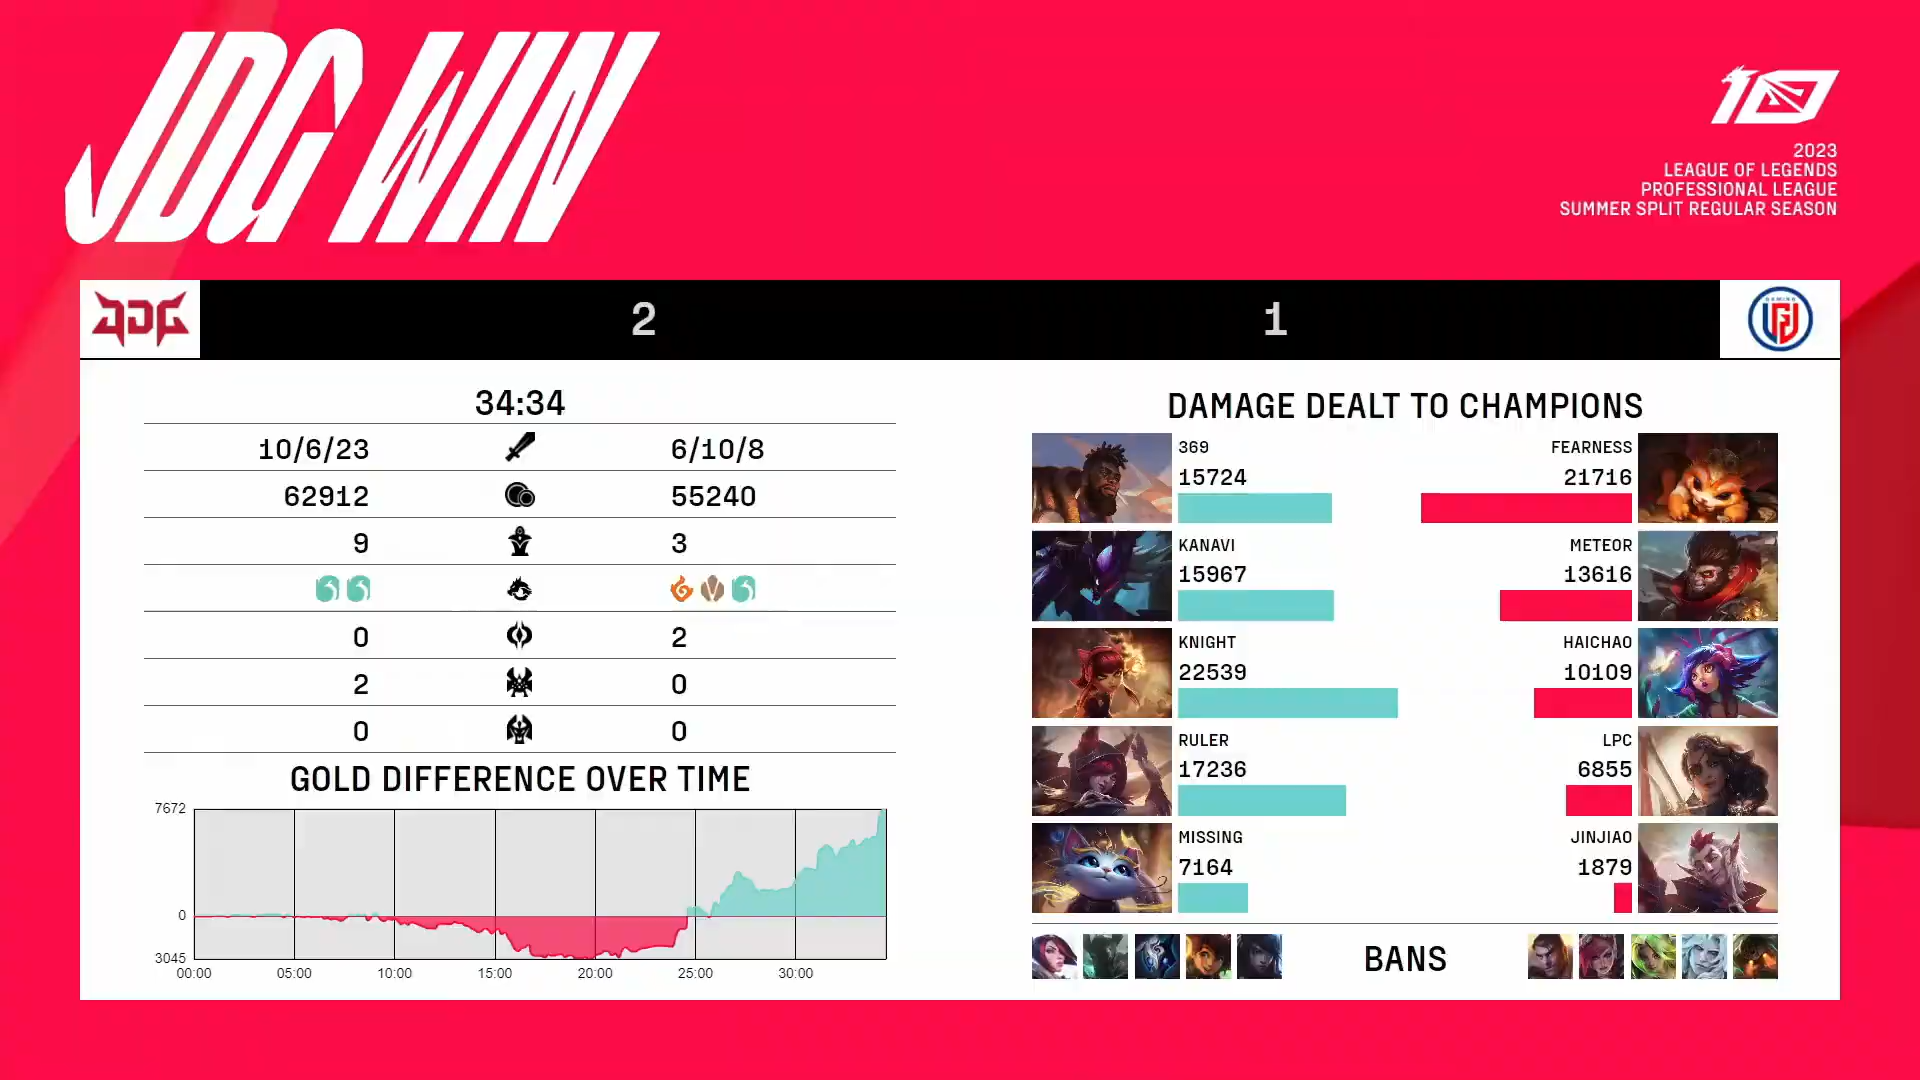 JDG WIN
2023
LEAGUE OF LEGENDS
PROFESSIONAL LEAGUE
SUMMER SPLIT REGULAR SEASON
JDG
2
1
GAMING
34:34
10/6/23
6/10/8
62912
55240
9
3
0
2
2
0
0
0
GOLD DIFFERENCE OVER TIME
7672
0
3045
00:00
05:00
10:00
15:00
20:00
25:00
30:00
DAMAGE DEALT TO CHAMPIONS
369
15724
FEARNESS
21716
KANAVI
15967
METEOR
13616
KNIGHT
22539
HAICHAO
10109
RULER
17236
LPC
6855
MISSING
7164
JINJIAO
1879
BANS